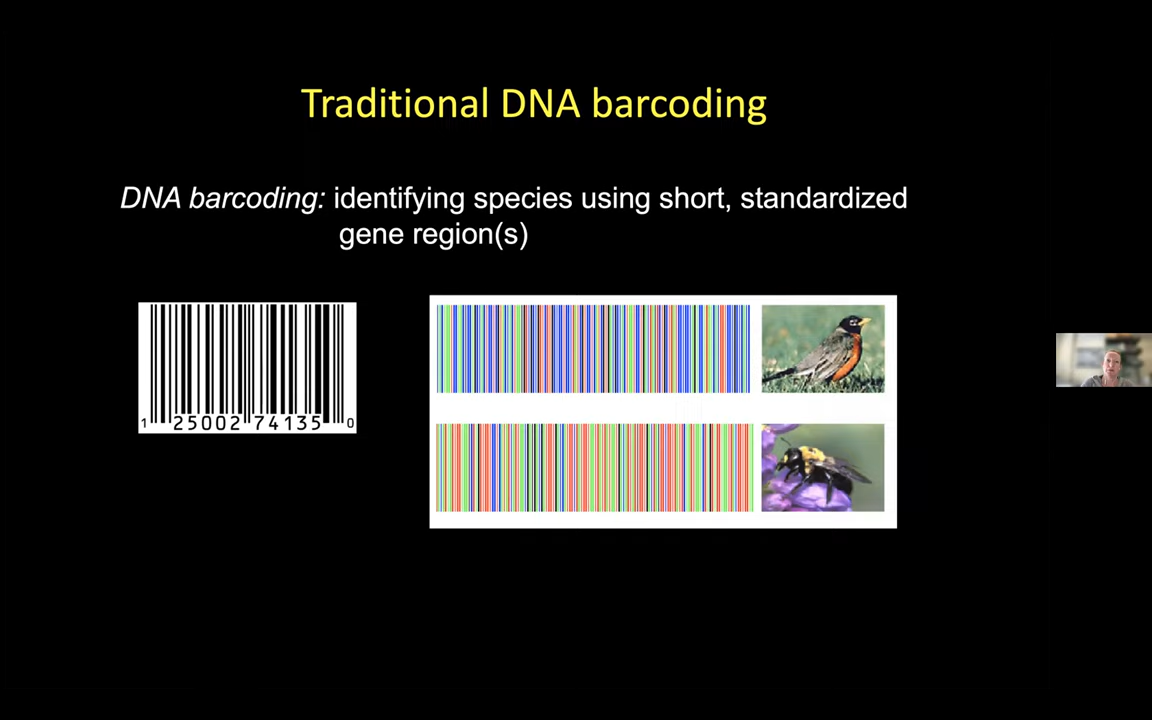 Traditional DNA barcoding
DNA barcoding: identifying species using short, standardized
gene region(s)
1 25002 74135 0